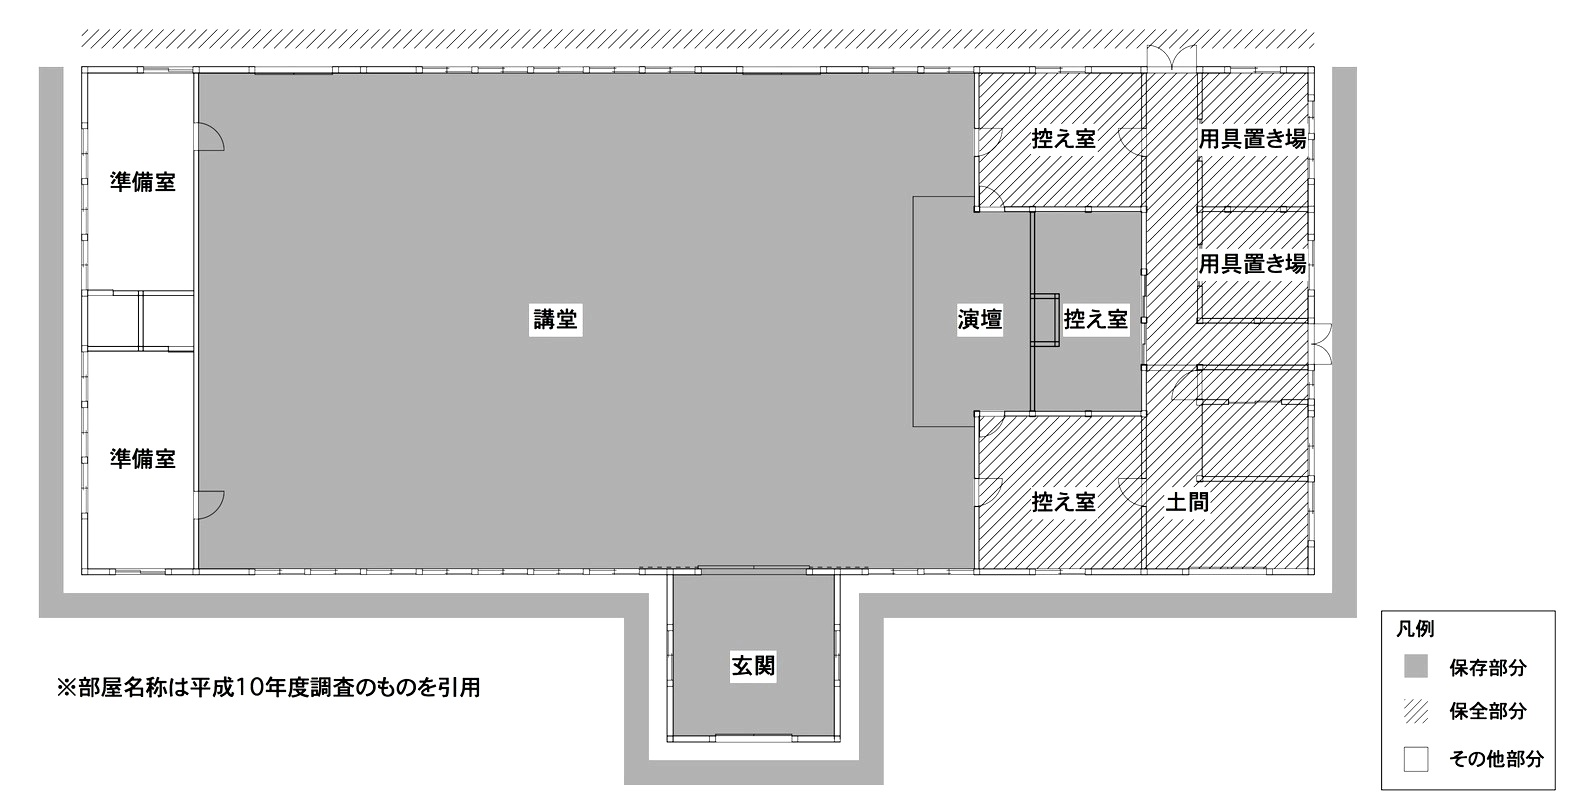 控え室
用具置き場
準備室
用具置き場
講堂
演壇
控え室
準備室
控え室
土間
玄関
※部屋名称は平成10年度調査のものを引用
凡例
保存部分
保全部分
その他部分